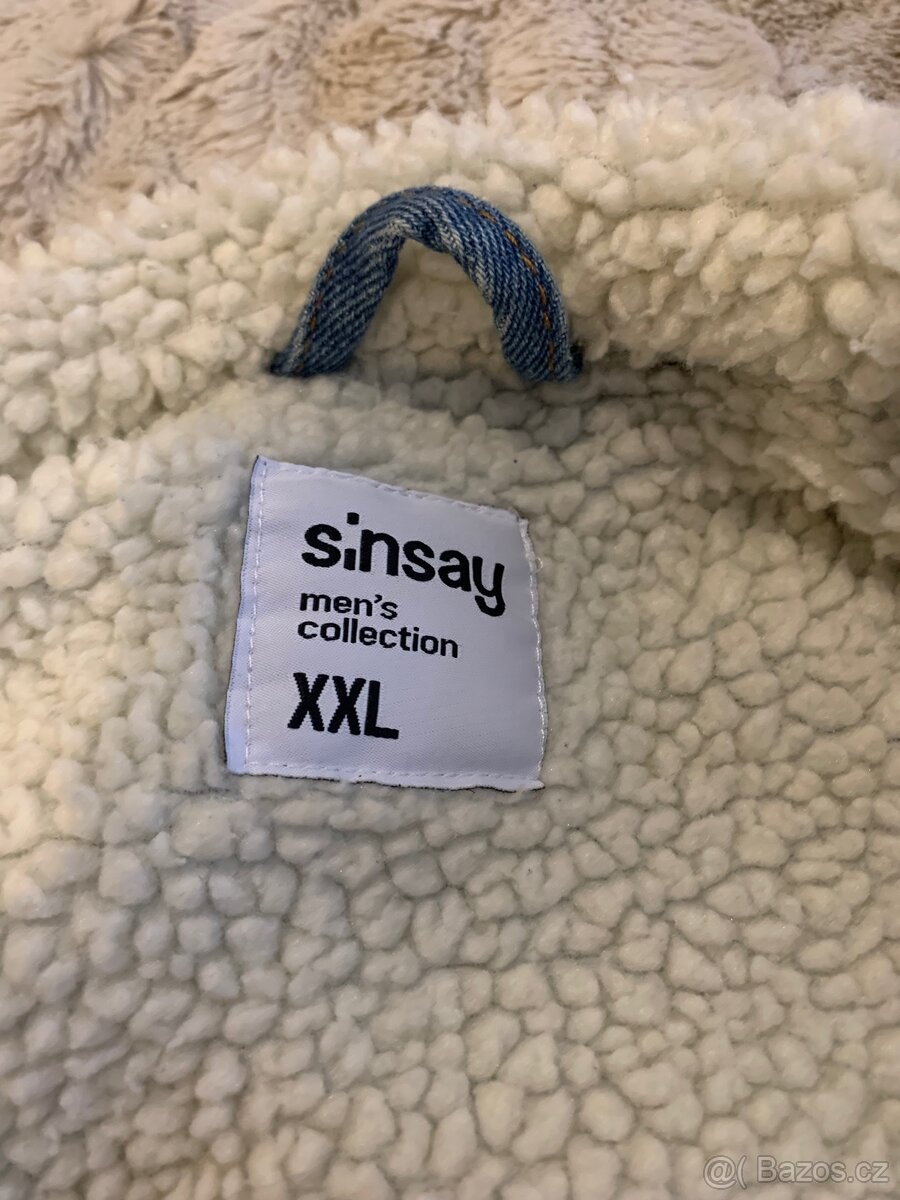 sinsay
men's
collection
XXL
@( Bazos.cz